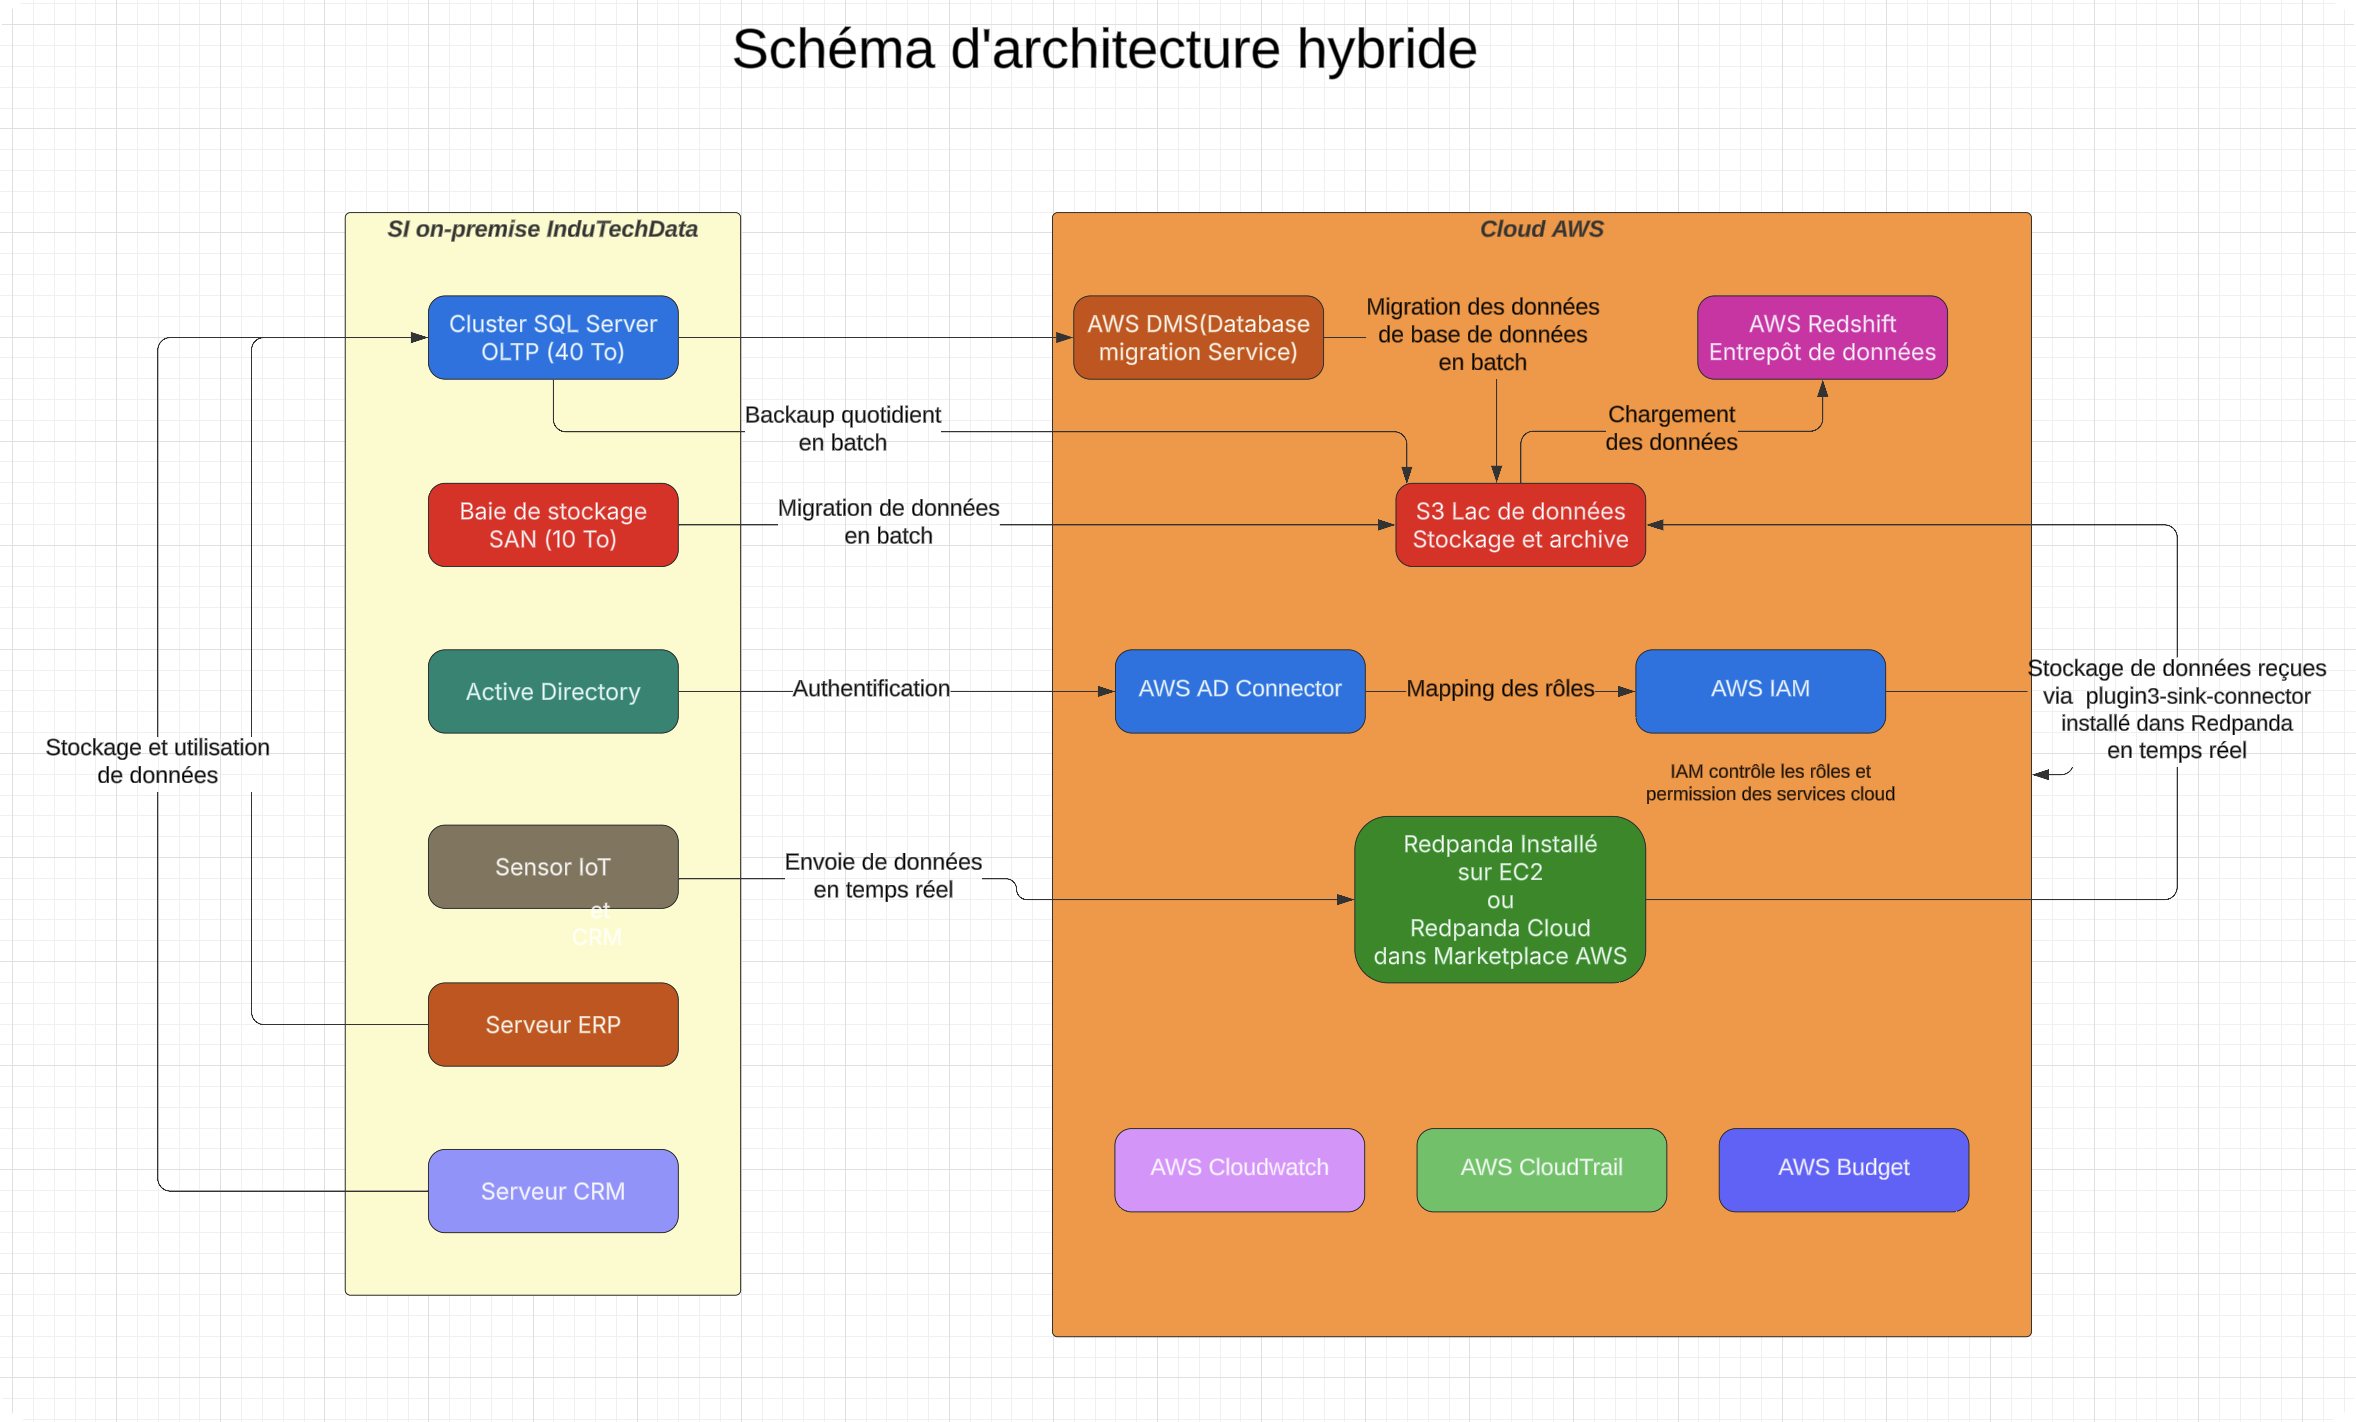 Schéma d'architecture hybride
SI on-premise InduTechData
Cluster SQL Server
OLTP (40 To)
Backaup quotidient
en batch
Baie de stockage
SAN (10 To)
Migration de données
en batch
Active Directory
Authentification
Stockage et utilisation
de données
Sensor IoT
et
CRM
Envoie de données
en temps réel
Serveur ERP
Serveur CRM
Cloud AWS
AWS DMS(Database
migration Service)
Migration des données
de base de données
en batch
AWS Redshift
Entrepôt de données
Chargement
des données
S3 Lac de données
Stockage et archive
AWS AD Connector
Mapping des rôles
AWS IAM
Stockage de données reçues
via plugin3-sink-connector
installé dans Redpanda
en temps réel
IAM contrôle les rôles et
permission des services cloud
Redpanda Installé
sur EC2
ou
Redpanda Cloud
dans Marketplace AWS
AWS Cloudwatch
AWS CloudTrail
AWS Budget